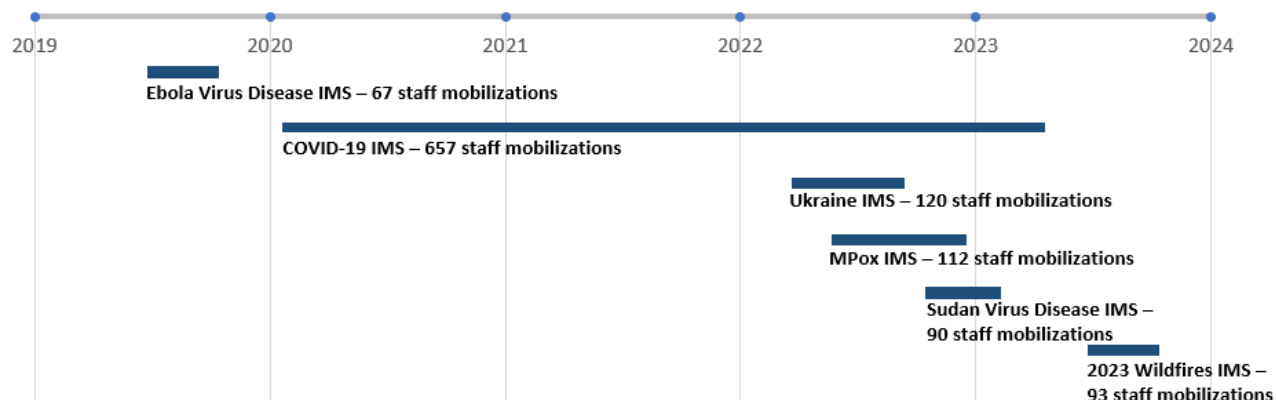 2019 2020 2021 2022 2023 2024
Ebola Virus Disease IMS – 67 staff mobilizations
COVID-19 IMS – 657 staff mobilizations
Ukraine IMS – 120 staff mobilizations
MPox IMS – 112 staff mobilizations
Sudan Virus Disease IMS –
90 staff mobilizations
2023 Wildfires IMS –
93 staff mobilizations